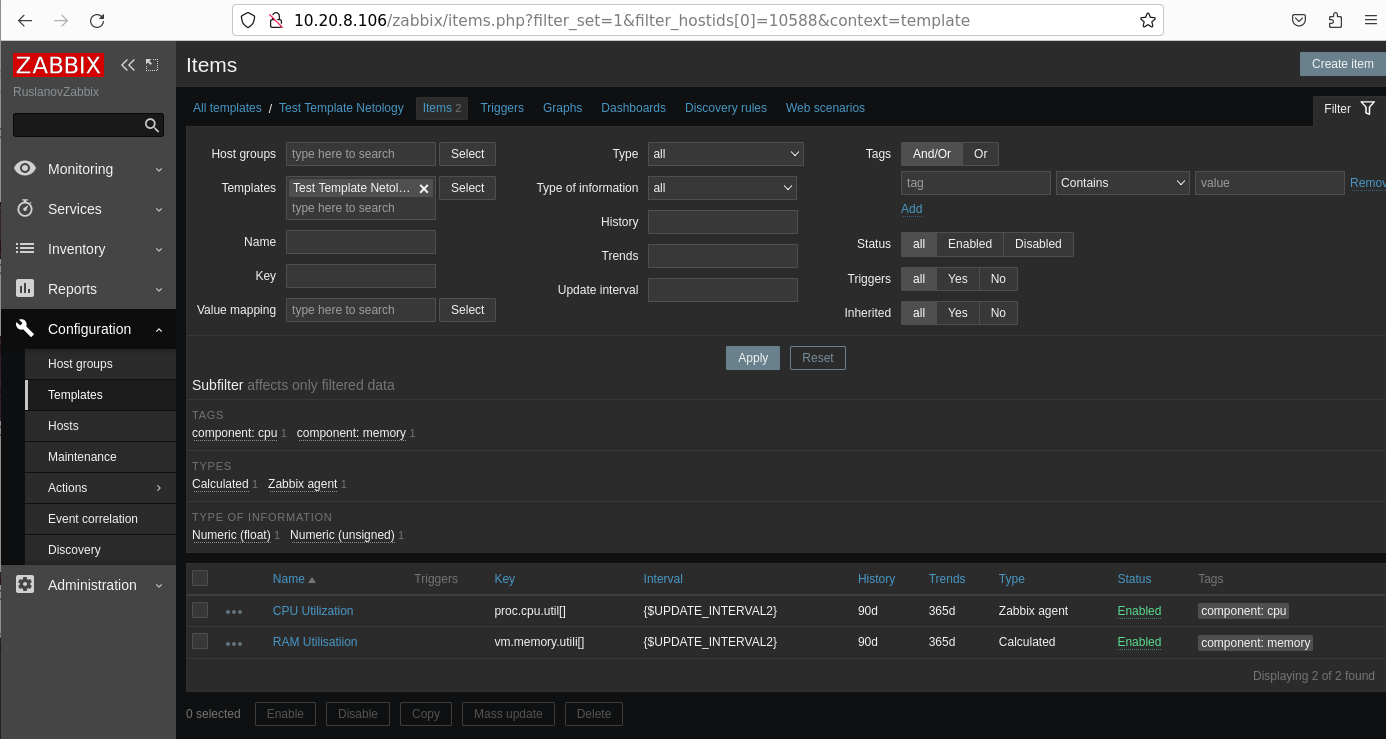 10.20.8.106/zabbix/items.php?filter_set=1&filter_hostids[0]=10588&context=template
ZABBIX
RuslanovZabbix
Monitoring
Services
Inventory
Reports
Configuration
Host groups
Templates
Hosts
Maintenance
Actions
Event correlation
Discovery
Administration
Items
Create item
All templates / Test Template Netology Items 2 Triggers Graphs Dashboards Discovery rules Web scenarios
Filter
Host groups type here to search Select
Templates Test Template Netol... Select
type here to search
Name
Key
Value mapping type here to search Select
Type all
Type of information all
History
Trends
Update interval
Tags And/Or Or
tag Contains value Remov
Add
Status all Enabled Disabled
Triggers all Yes No
Inherited all Yes No
Apply Reset
Subfilter affects only filtered data
TAGS
component: cpu 1 component: memory 1
TYPES
Calculated 1 Zabbix agent 1
TYPE OF INFORMATION
Numeric (float) 1 Numeric (unsigned) 1
Name Triggers Key Interval History Trends Type Status Tags
CPU Utilization proc.cpu.util[] {$UPDATE_INTERVAL2} 90d 365d Zabbix agent Enabled component: cpu
RAM Utilisatiion vm.memory.utili[] {$UPDATE_INTERVAL2} 90d 365d Calculated Enabled component: memory
Displaying 2 of 2 found
0 selected Enable Disable Copy Mass update Delete